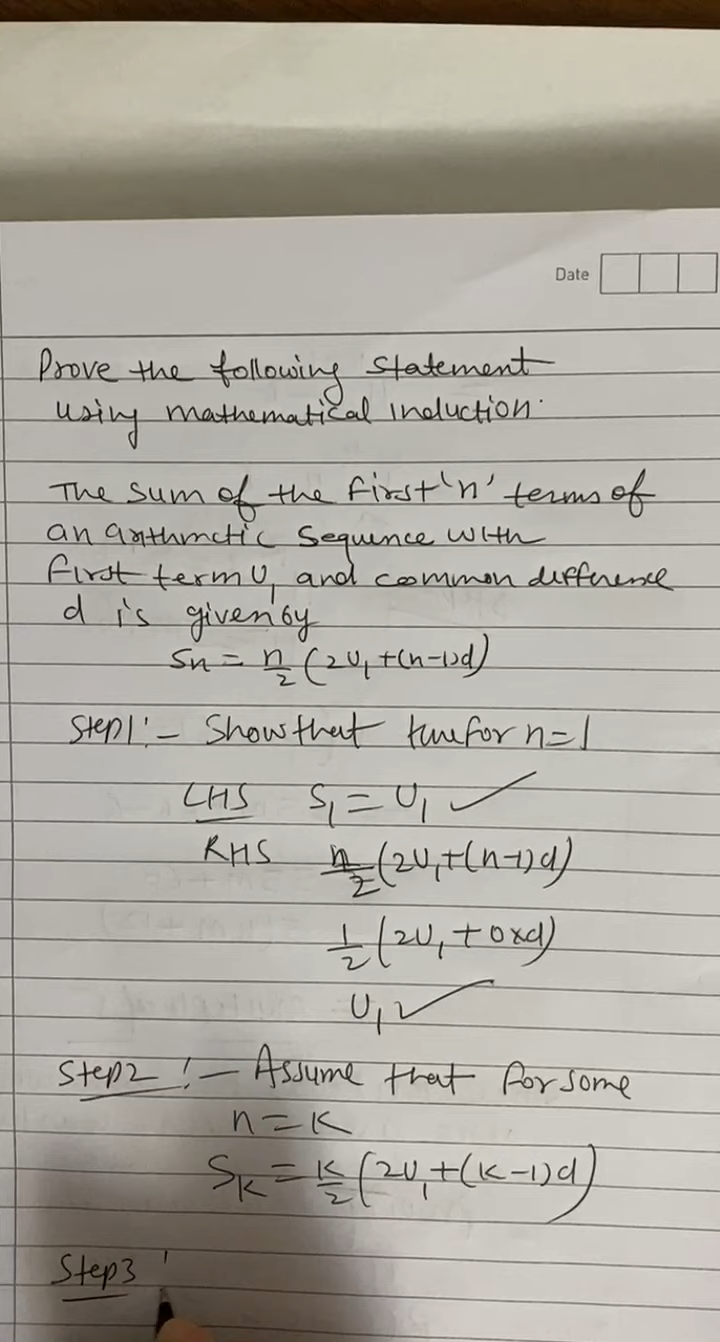 Date
Prove the following statement
using mathematical induction.
The sum of the first 'n' terms of
an arithmetic sequence with
first term U₁ and common difference
d is given by
Sn = n/2 (2U₁ + (n-1)d)
Step1:- Show that true for n=1
LHS S₁ = U₁ ✓
RHS n/2 (2U₁ + (n-1)d)
1/2 (2U₁ + 0×d)
U₁ ✓
Step2:- Assume that for some
n = K
S_K = K/2 (2U₁ + (K-1)d)
Step3